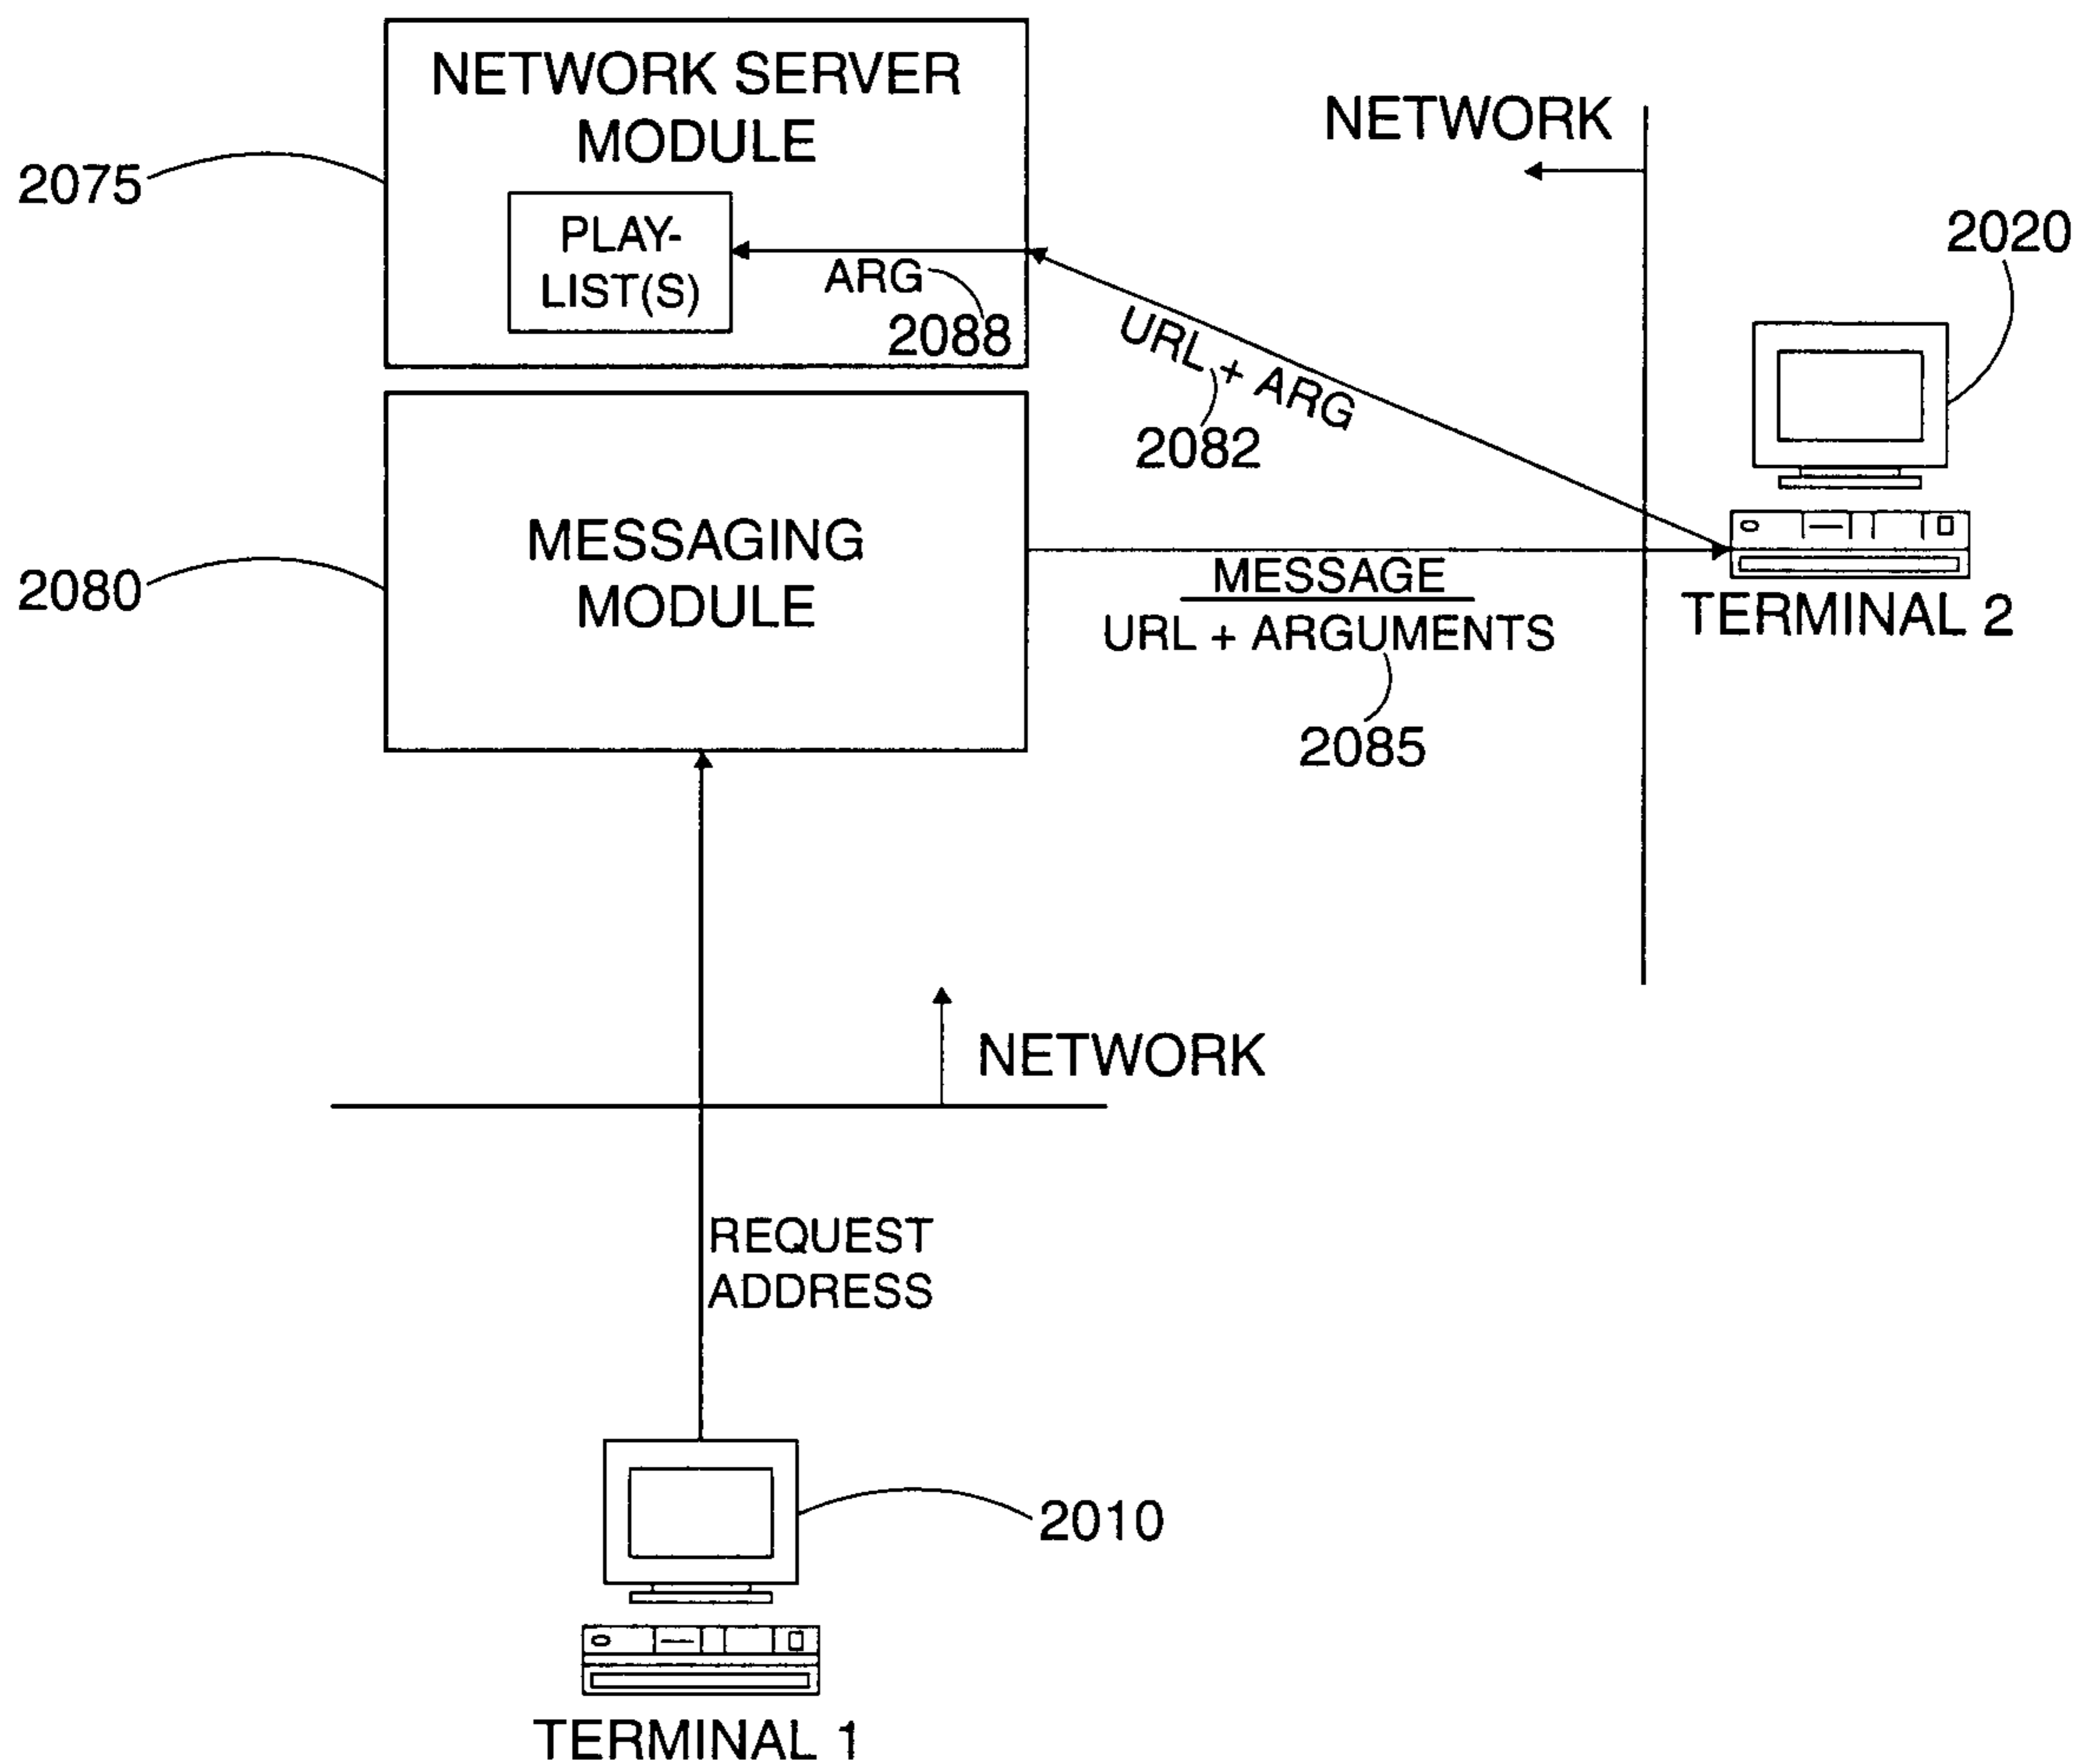 NETWORK SERVER
MODULE
2075
PLAY-
LIST(S)
ARG
2088
NETWORK
2020
URL + ARG
2082
MESSAGING
MODULE
2080
MESSAGE
URL + ARGUMENTS
2085
TERMINAL 2
NETWORK
REQUEST
ADDRESS
2010
TERMINAL 1